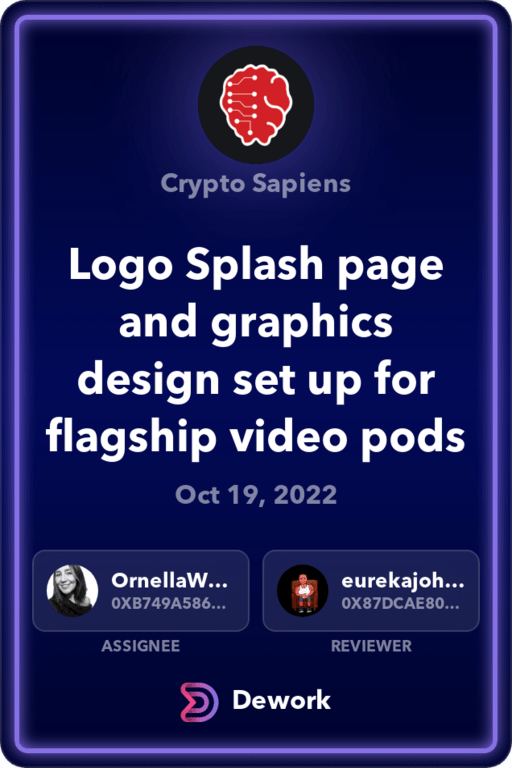 Crypto Sapiens
Logo Splash page
and graphics
design set up for
flagship video pods
Oct 19, 2022
OrnellaW...
0XB749A586...
ASSIGNEE
eurekajoh...
0X87DCAE80...
REVIEWER
Dework